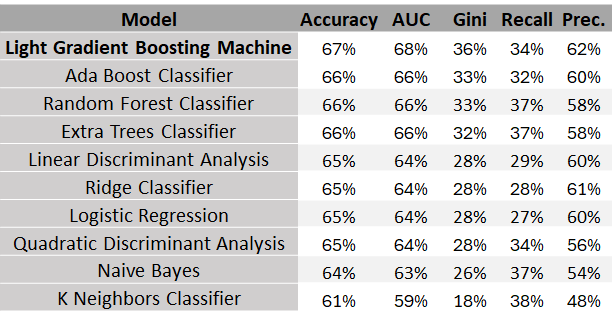 Model Accuracy AUC Gini Recall Prec.
Light Gradient Boosting Machine 67% 68% 36% 34% 62%
Ada Boost Classifier 66% 66% 33% 32% 60%
Random Forest Classifier 66% 66% 33% 37% 58%
Extra Trees Classifier 66% 66% 32% 37% 58%
Linear Discriminant Analysis 65% 64% 28% 29% 60%
Ridge Classifier 65% 64% 28% 28% 61%
Logistic Regression 65% 64% 28% 27% 60%
Quadratic Discriminant Analysis 65% 64% 28% 34% 56%
Naive Bayes 64% 63% 26% 37% 54%
K Neighbors Classifier 61% 59% 18% 38% 48%